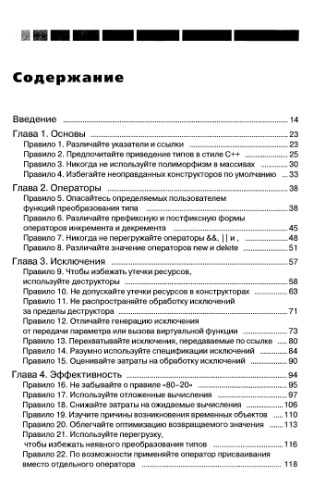 Содержание
Введение 14
Глава 1. Основы 23
Правило 1. Различайте указатели и ссылки 23
Правило 2. Предпочитайте приведение типов в стиле C++ 25
Правило 3. Никогда не используйте полиморфизм в массивах 30
Правило 4. Избегайте неоправданных конструкторов по умолчанию 33
Глава 2. Операторы 38
Правило 5. Опасайтесь определяемых пользователем
функций преобразования типа 38
Правило 6. Различайте префиксную и постфиксную формы
операторов инкремента и декремента 45
Правило 7. Никогда не перегружайте операторы &&, || и , 48
Правило 8. Различайте значение операторов new и delete 51
Глава 3. Исключения 57
Правило 9. Чтобы избежать утечки ресурсов,
используйте деструкторы 58
Правило 10. Не допускайте утечки ресурсов в конструкторах 63
Правило 11. Не распространяйте обработку исключений
за пределы деструктора 71
Правило 12. Отличайте генерацию исключения
от передачи параметра или вызова виртуальной функции 73
Правило 13. Перехватывайте исключения, передаваемые по ссылке 80
Правило 14. Разумно используйте спецификации исключений 84
Правило 15. Оценивайте затраты на обработку исключений 90
Глава 4. Эффективность 94
Правило 16. Не забывайте о правиле «80–20» 95
Правило 17. Используйте отложенные вычисления 97
Правило 18. Снижайте затраты на ожидаемые вычисления 106
Правило 19. Изучите причины возникновения временных объектов 110
Правило 20. Облегчайте оптимизацию возвращаемого значения 113
Правило 21. Используйте перегрузку,
чтобы избежать неявного преобразования типов 116
Правило 22. По возможности применяйте оператор присваивания
вместо отдельного оператора 118